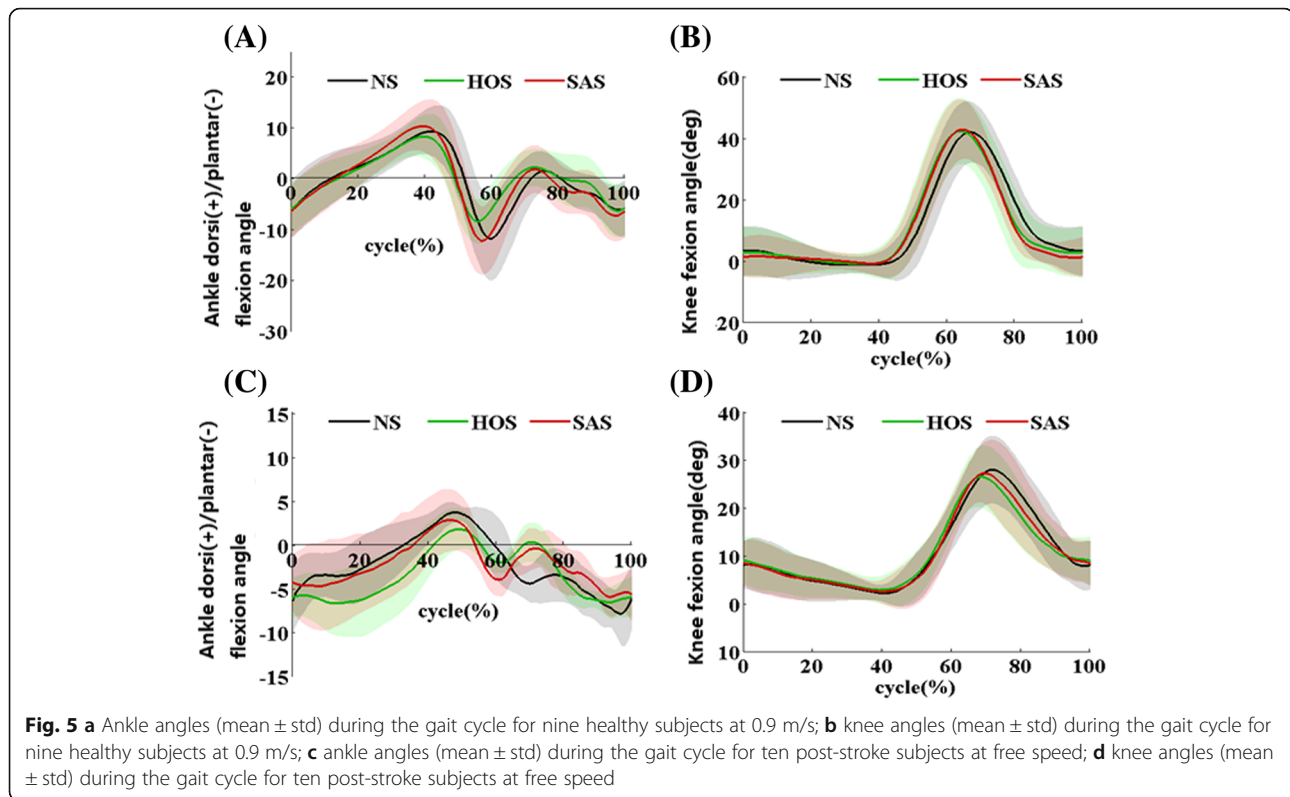 (A)
Ankle dorsi(+)/plantar(-)
flexion angle
NS HOS SAS
20
10
0
-10
-20
-30
0 20 40 60 80 100
cycle(%)
(B)
Knee fexion angle(deg)
NS HOS SAS
60
40
20
0
20
0 20 40 60 80 100
cycle(%)
(C)
Ankle dorsi(+)/plantar(-)
flexion angle
NS HOS SAS
15
10
5
0
-5
-10
-15
0 20 40 60 80 100
cycle(%)
(D)
Knee fexion angle(deg)
NS HOS SAS
40
30
20
10
0
10
0 20 40 60 80 100
cycle(%)
Fig. 5 a Ankle angles (mean ± std) during the gait cycle for nine healthy subjects at 0.9 m/s; b knee angles (mean ± std) during the gait cycle for
nine healthy subjects at 0.9 m/s; c ankle angles (mean ± std) during the gait cycle for ten post-stroke subjects at free speed; d knee angles (mean
± std) during the gait cycle for ten post-stroke subjects at free speed